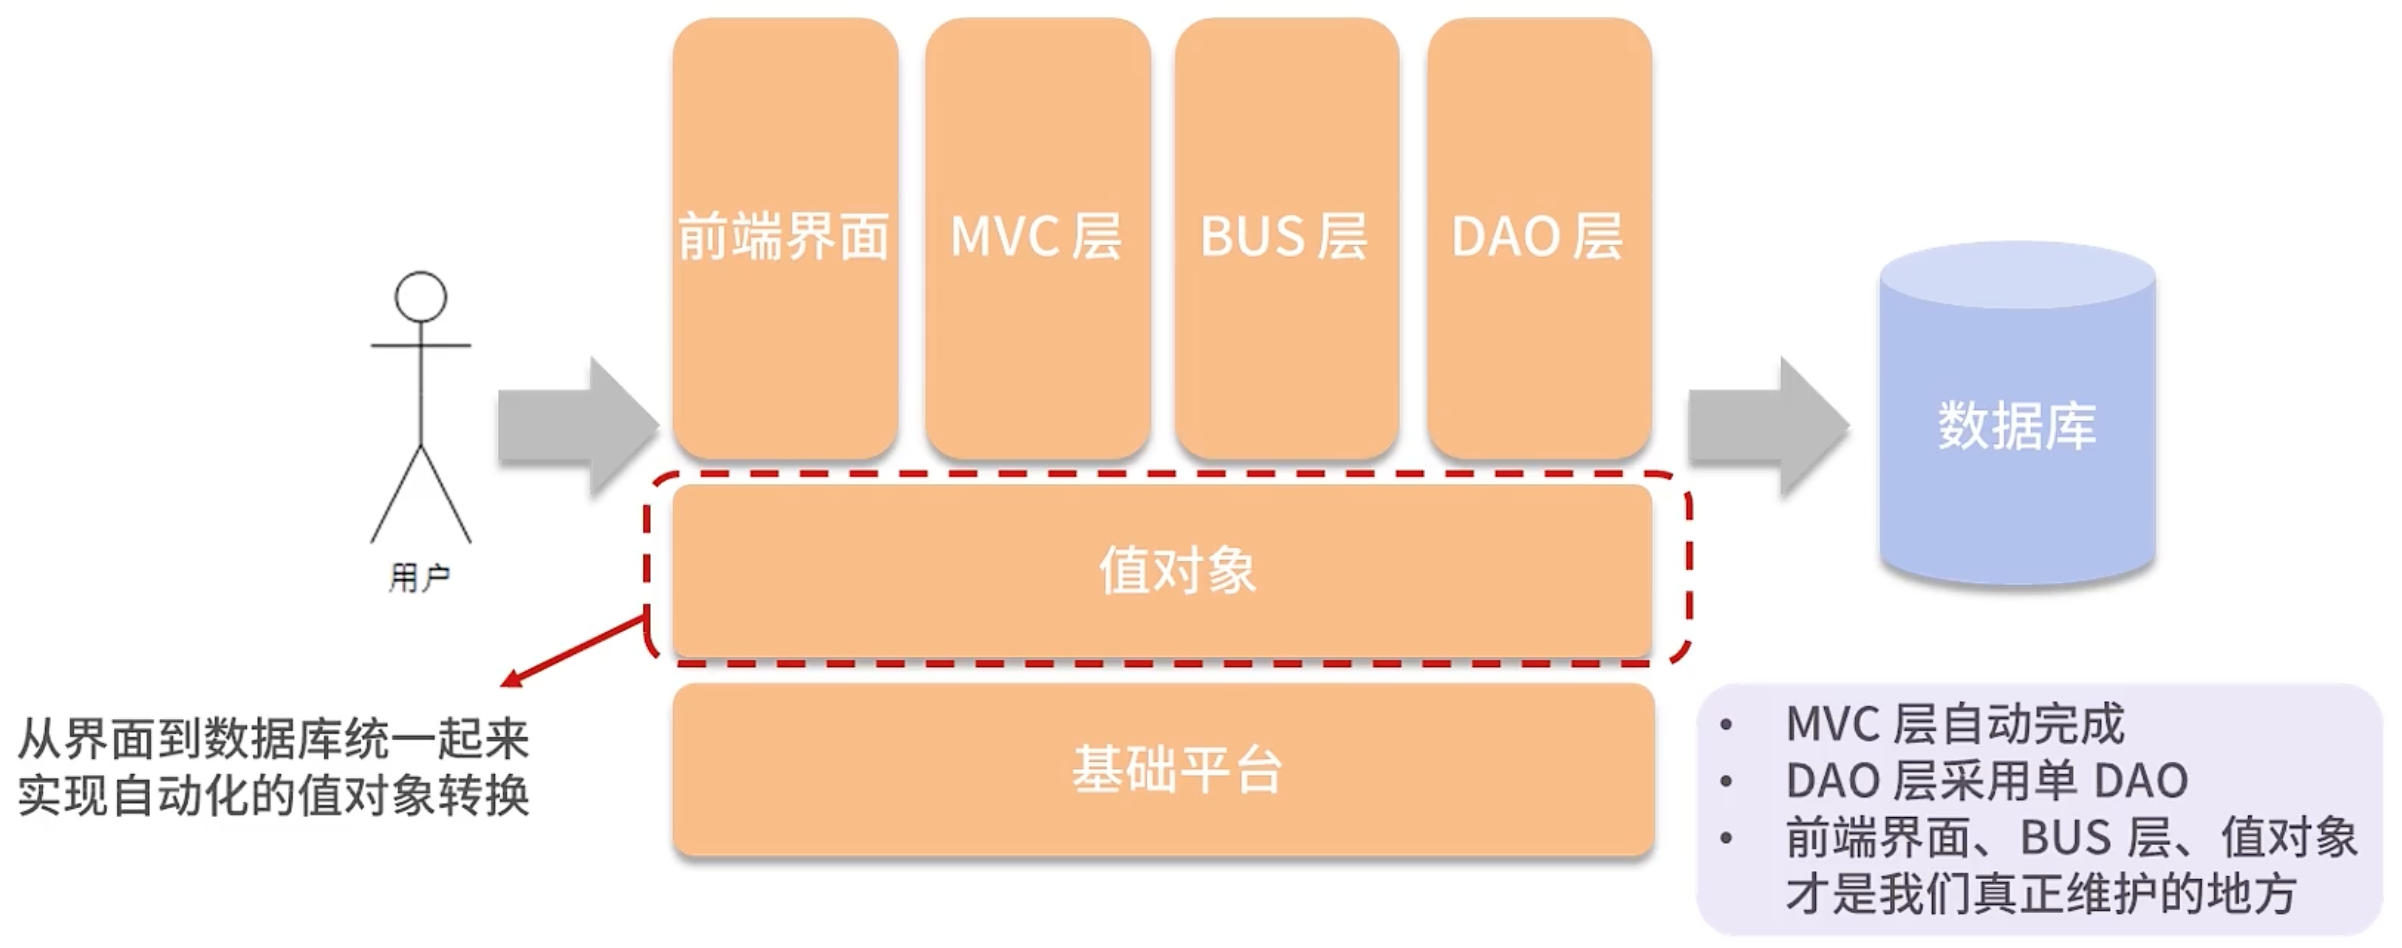 前端界面
MVC 层
BUS 层
DAO 层
用户
数据库
值对象
基础平台
从界面到数据库统一起来
实现自动化的值对象转换
• MVC 层自动完成
• DAO 层采用单 DAO
• 前端界面、BUS 层、值对象
才是我们真正维护的地方